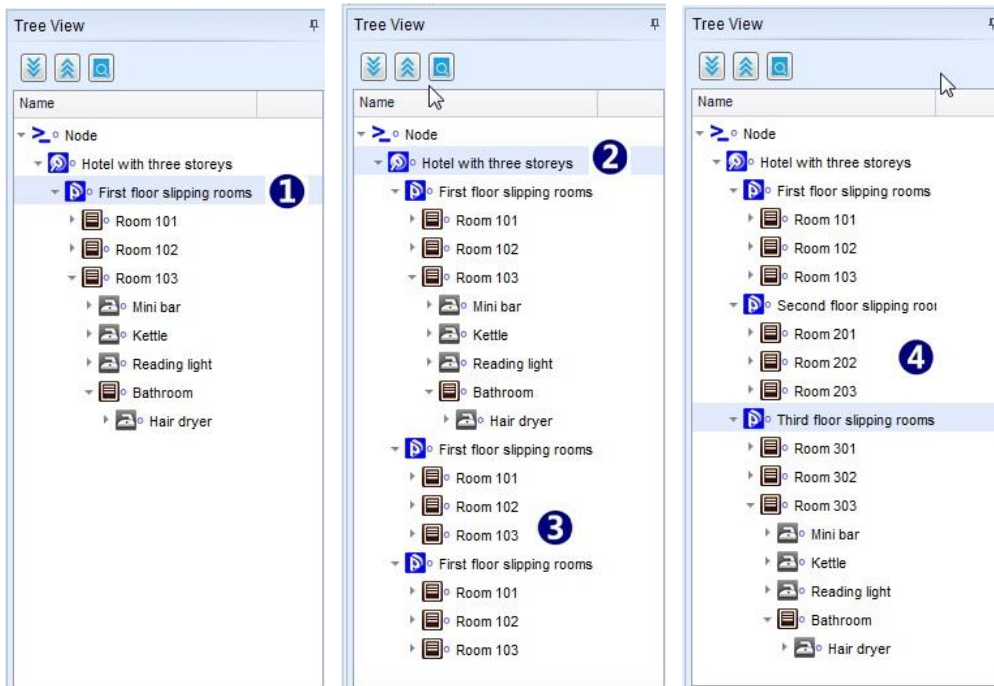 Tree View
Name
Node
Hotel with three storeys
First floor slipping rooms
1
Room 101
Room 102
Room 103
Mini bar
Kettle
Reading light
Bathroom
Hair dryer
Tree View
Name
Node
Hotel with three storeys
2
First floor slipping rooms
Room 101
Room 102
Room 103
Mini bar
Kettle
Reading light
Bathroom
Hair dryer
First floor slipping rooms
Room 101
Room 102
Room 103
3
First floor slipping rooms
Room 101
Room 102
Room 103
Tree View
Name
Node
Hotel with three storeys
First floor slipping rooms
Room 101
Room 102
Room 103
Second floor slipping roor
Room 201
Room 202
4
Room 203
Third floor slipping rooms
Room 301
Room 302
Room 303
Mini bar
Kettle
Reading light
Bathroom
Hair dryer